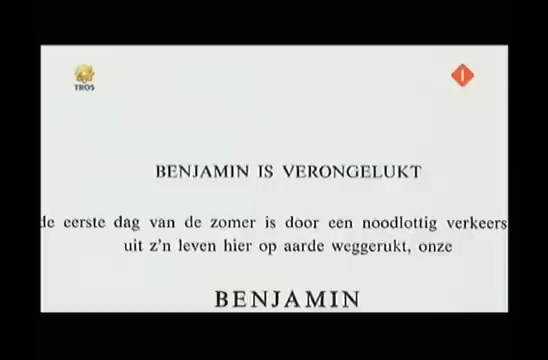 TROS
1
BENJAMIN IS VERONGELUKT
de eerste dag van de zomer is door een noodlottig verkeers
uit z'n leven hier op aarde weggerukt, onze
BENJAMIN